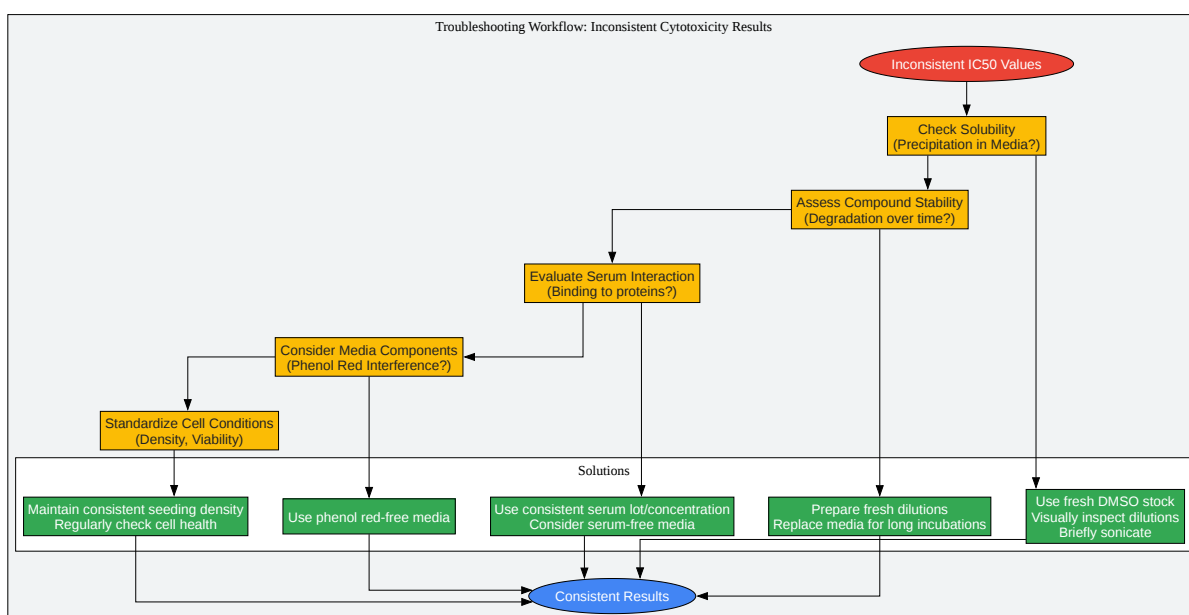 Troubleshooting Workflow: Inconsistent Cytotoxicity Results
Inconsistent IC50 Values
Check Solubility
(Precipitation in Media?)
Assess Compound Stability
(Degradation over time?)
Evaluate Serum Interaction
(Binding to proteins?)
Consider Media Components
(Phenol Red Interference?)
Standardize Cell Conditions
(Density, Viability)
Solutions
Maintain consistent seeding density
Regularly check cell health
Use phenol red-free media
Use consistent serum lot/concentration
Consider serum-free media
Prepare fresh dilutions
Replace media for long incubations
Use fresh DMSO stock
Visually inspect dilutions
Briefly sonicate
Consistent Results